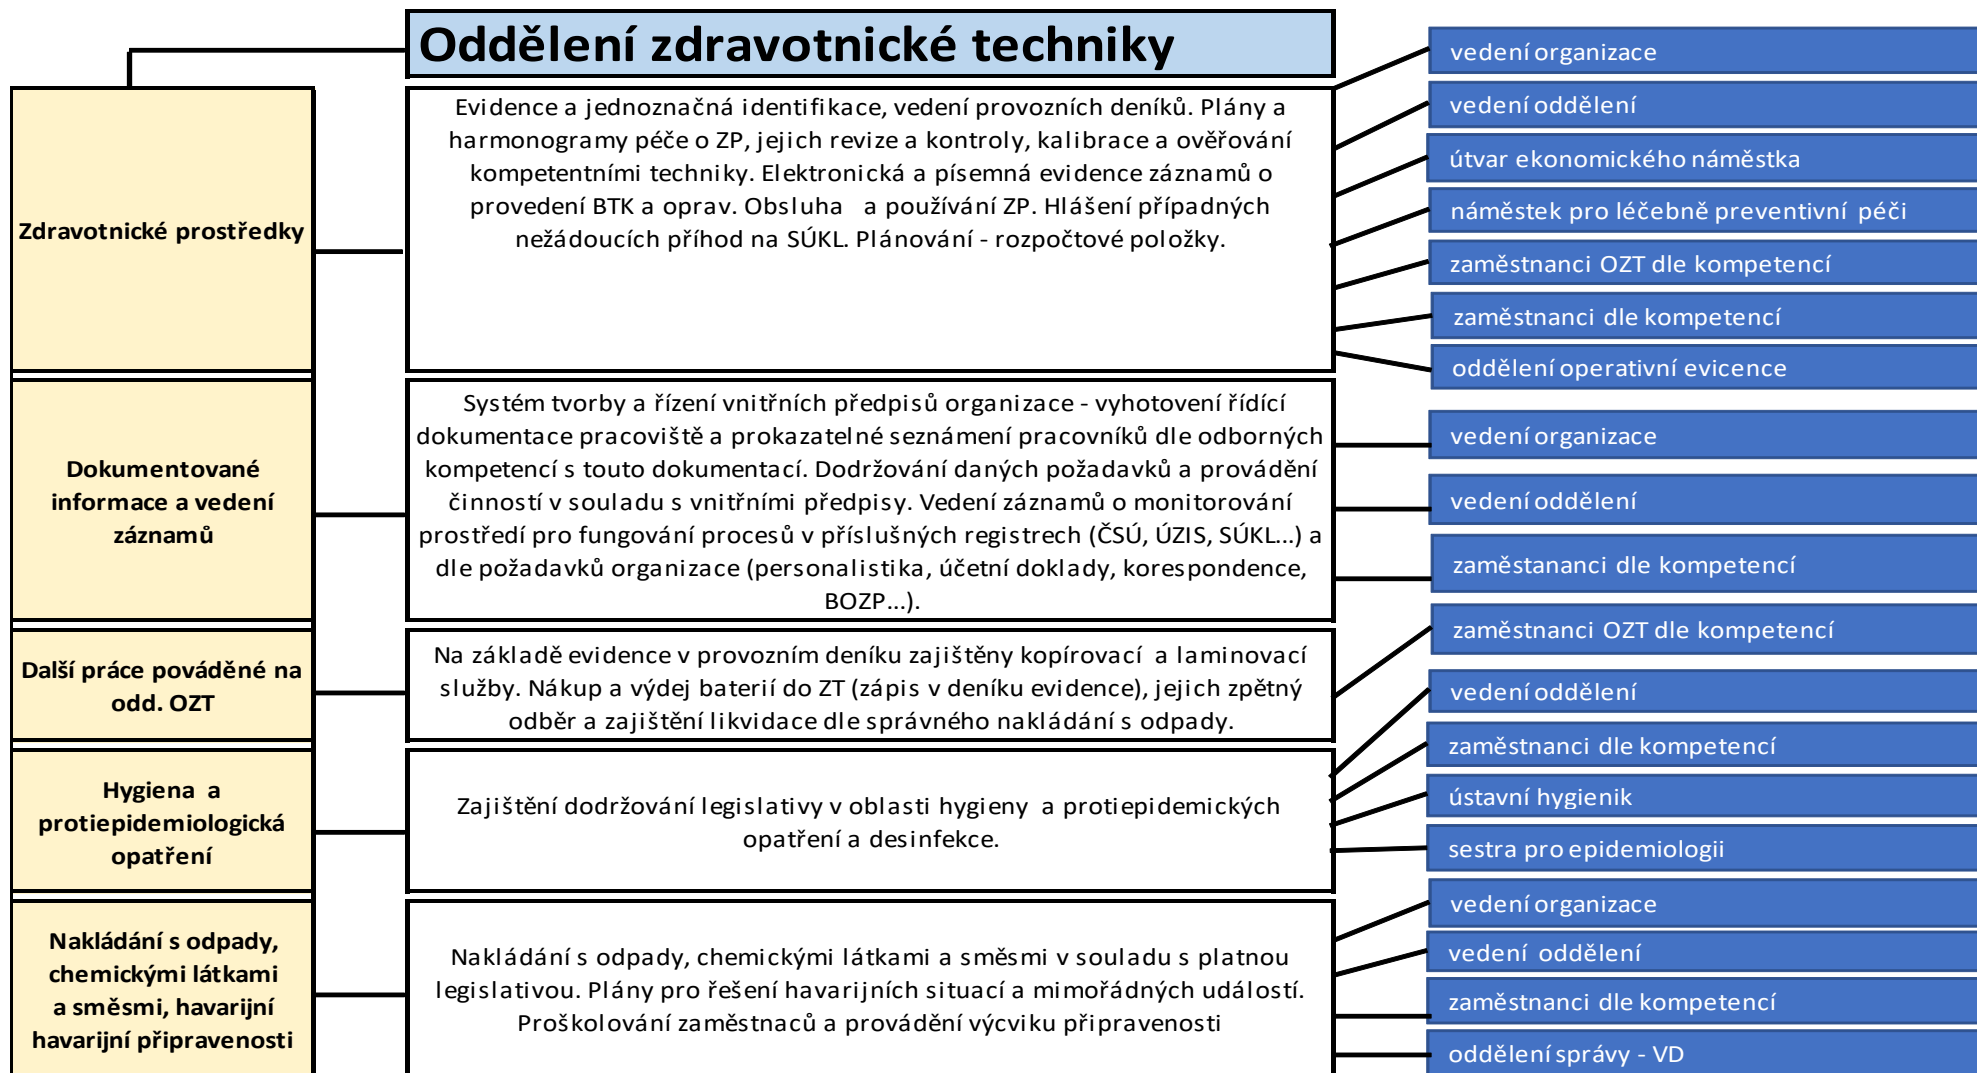 Oddělení zdravotnické techniky
Zdravotnické prostředky
Evidence a jednoznačná identifikace, vedení provozních deníků. Plány a
harmonogramy péče o ZP, jejich revize a kontroly, kalibrace a ověřování
kompetentními techniky. Elektronická a písemná evidence záznamů o
provedení BTK a oprav. Obsluha a používání ZP. Hlášení případných
nežádoucích příhod na SÚKL. Plánování - rozpočtové položky.
vedení organizace
vedení oddělení
útvar ekonomického náměstka
náměstek pro léčebně preventivní péči
zaměstnanci OZT dle kompetencí
zaměstnanci dle kompetencí
oddělení operativní evicence
Dokumentované
informace a vedení
záznamů
Systém tvorby a řízení vnitřních předpisů organizace - vyhotovení řídící
dokumentace pracoviště a prokazatelné seznámení pracovníků dle odborných
kompetencí s touto dokumentací. Dodržování daných požadavků a provádění
činností v souladu s vnitřními předpisy. Vedení záznamů o monitorování
prostředí pro fungování procesů v příslušných registrech (ČSÚ, ÚZIS, SÚKL...) a
dle požadavků organizace (personalistika, účetní doklady, korespondence,
BOZP...).
vedení organizace
vedení oddělení
zaměstananci dle kompetencí
Další práce pováděné na
odd. OZT
Na základě evidence v provozním deníku zajištěny kopírovací a laminovací
služby. Nákup a výdej baterií do ZT (zápis v deníku evidence), jejich zpětný
odběr a zajištění likvidace dle správného nakládání s odpady.
zaměstnanci OZT dle kompetencí
Hygiena a
protiepidemiologická
opatření
Zajištění dodržování legislativy v oblasti hygieny a protiepidemických
opatření a desinfekce.
vedení oddělení
zaměstnanci dle kompetencí
ústavní hygienik
sestra pro epidemiologii
Nakládání s odpady,
chemickými látkami
a směsmi, havarijní
havarijní připravenosti
Nakládání s odpady, chemickými látkami a směsmi v souladu s platnou
legislativou. Plány pro řešení havarijních situací a mimořádných událostí.
Proškolování zaměstnaců a provádění výcviku připravenosti
vedení organizace
vedení oddělení
zaměstnanci dle kompetencí
oddělení správy - VD